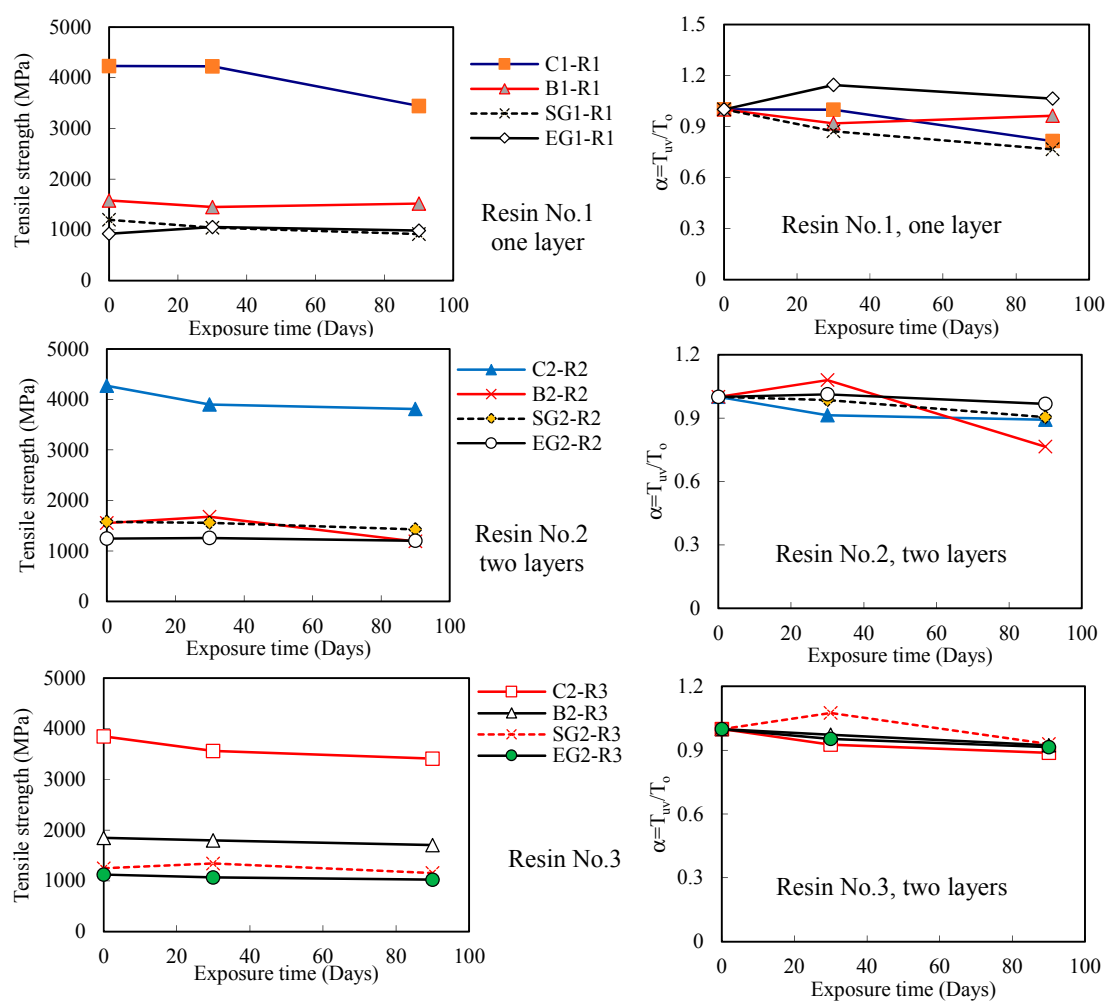 5000
4000
3000
2000
1000
0
Tensile strength (MPa)
0 20 40 60 80 100
Exposure time (Days)
C1-R1
B1-R1
SG1-R1
EG1-R1
Resin No.1
one layer
1.5
1.2
0.9
0.6
0.3
0
α=Tuv/To
Resin No.1, one layer
0 20 40 60 80 100
Exposure time (Days)
5000
4000
3000
2000
1000
0
Tensile strength (MPa)
0 20 40 60 80 100
Exposure time (Days)
C2-R2
B2-R2
SG2-R2
EG2-R2
Resin No.2
two layers
1.2
0.9
0.6
0.3
0
α=Tuv/To
Resin No.2, two layers
0 20 40 60 80 100
Exposure time (Days)
5000
4000
3000
2000
1000
0
Tensile strength (MPa)
0 20 40 60 80 100
Exposure time (Days)
C2-R3
B2-R3
SG2-R3
EG2-R3
Resin No.3
1.2
0.9
0.6
0.3
0
α=Tuv/To
Resin No.3, two layers
0 20 40 60 80 100
Exposure time (Days)